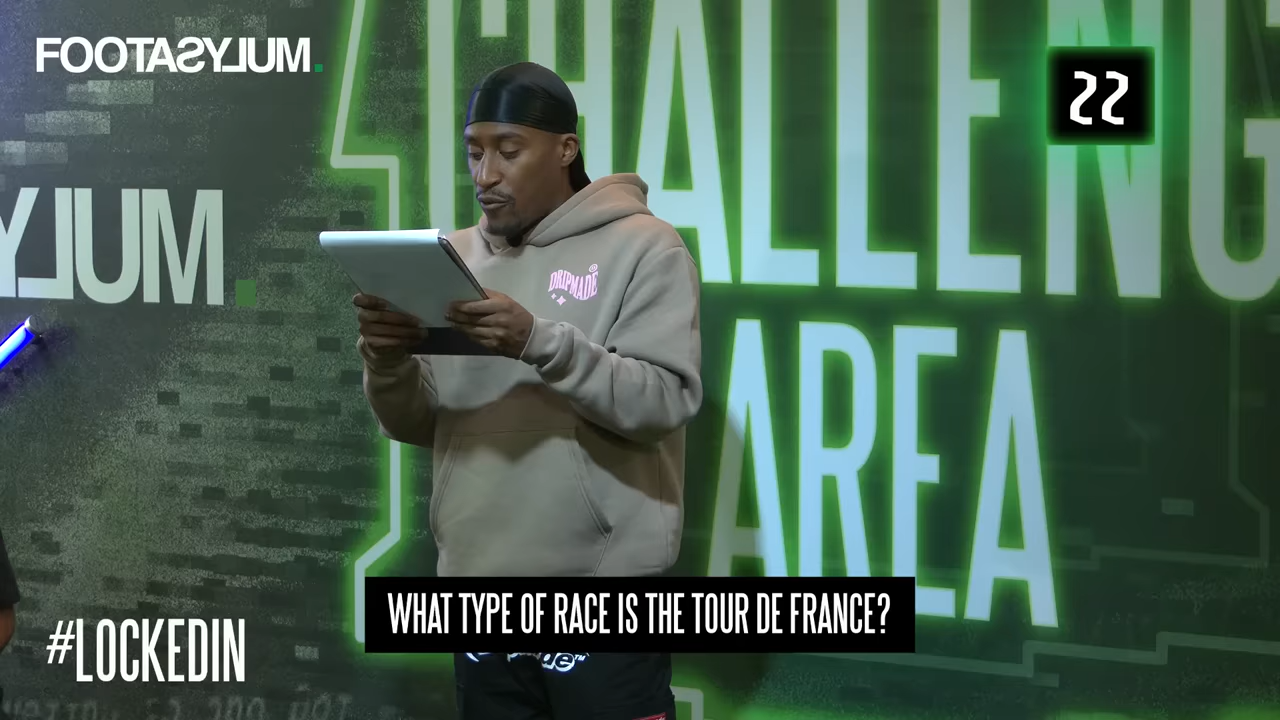 FOOTASYLUM.
22
YLUM.
CHALLENG
AREA
DRIPMADE
WHAT TYPE OF RACE IS THE TOUR DE FRANCE?
#LOCKEDIN